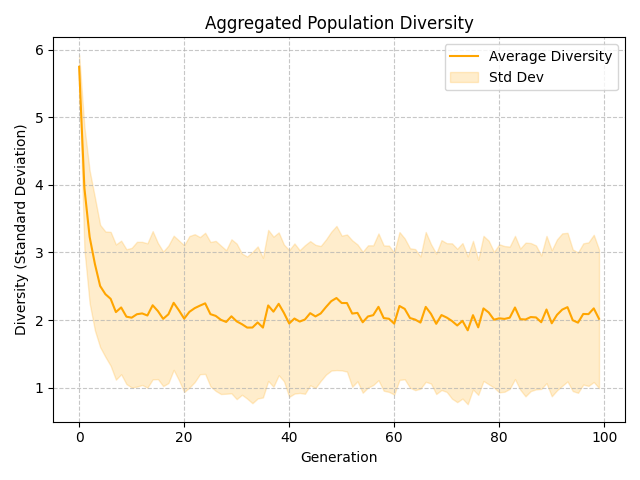 Aggregated Population Diversity
Average Diversity
Std Dev
Diversity (Standard Deviation)
6
5
4
3
2
1
0
20
40
60
80
100
Generation